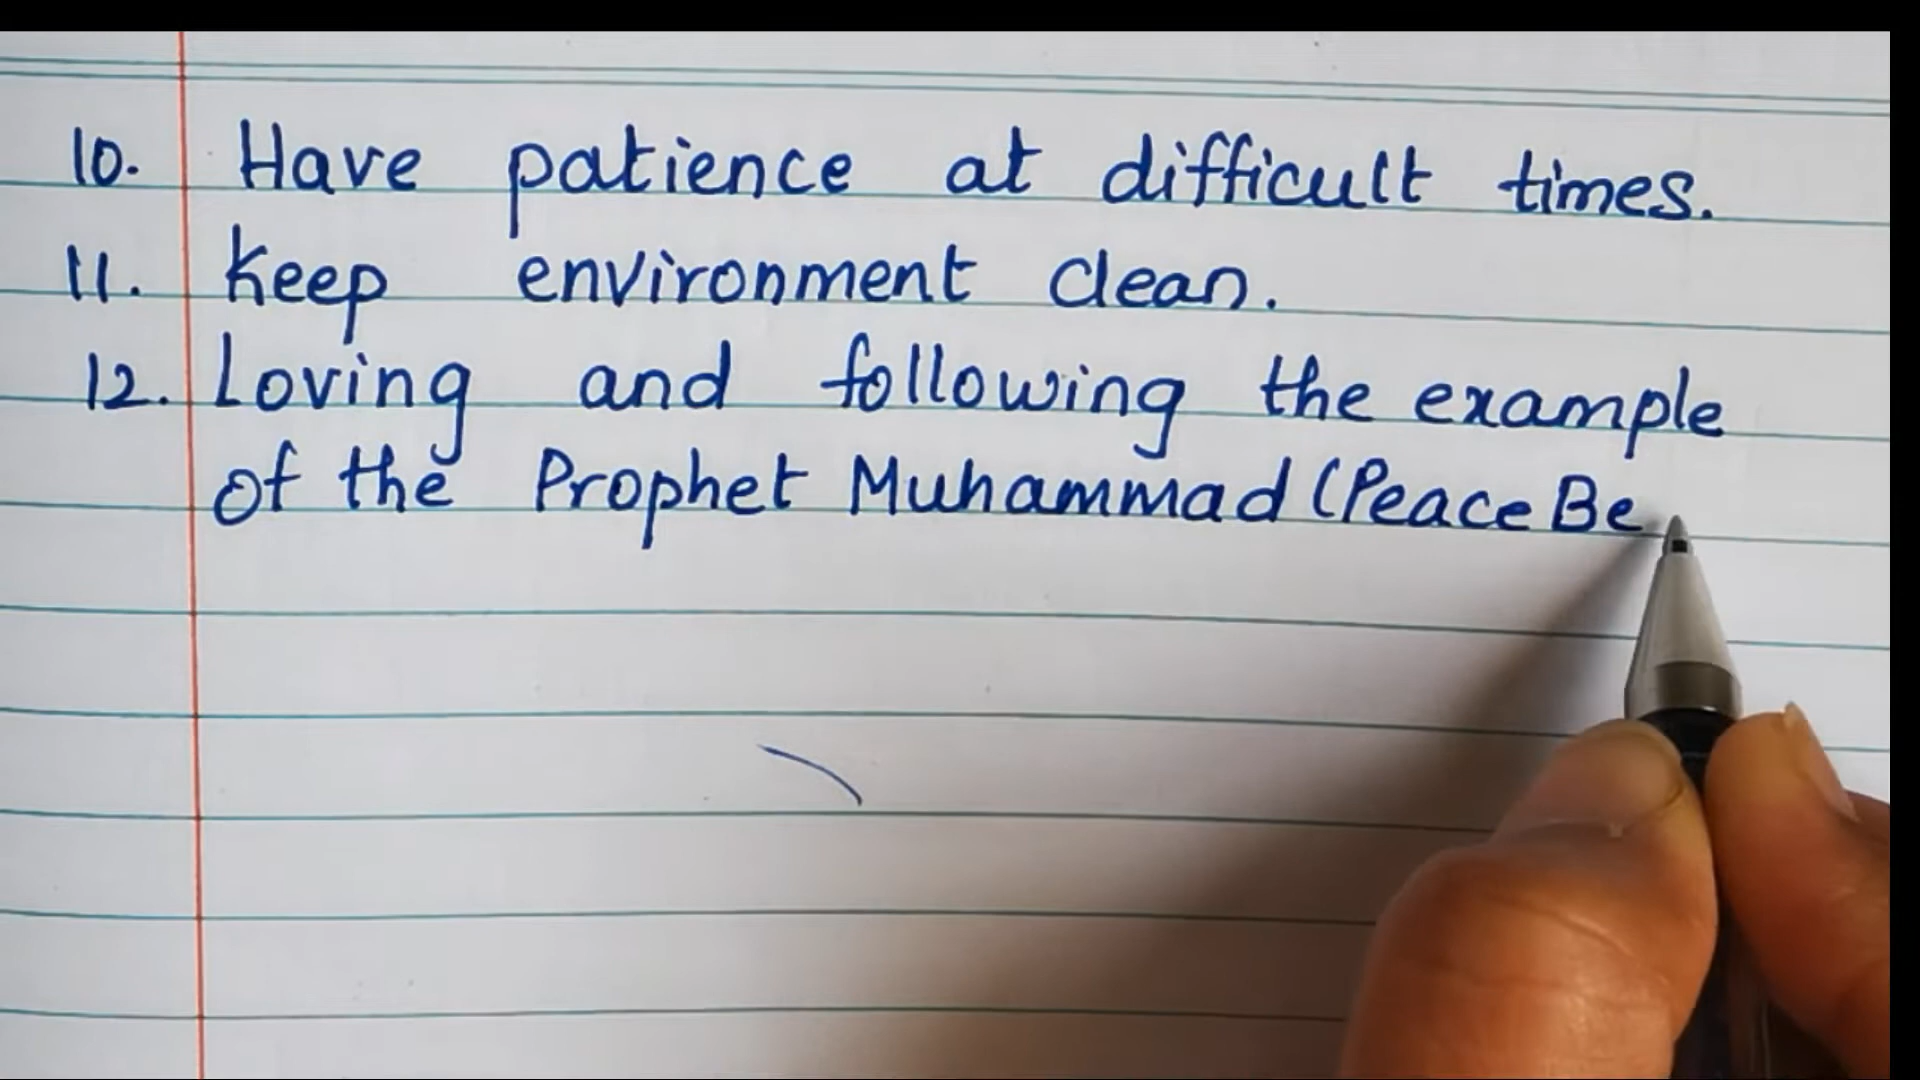 10. Have patience at difficult times.
11. Keep environment clean.
12. Loving and following the example
of the Prophet Muhammad (Peace Be